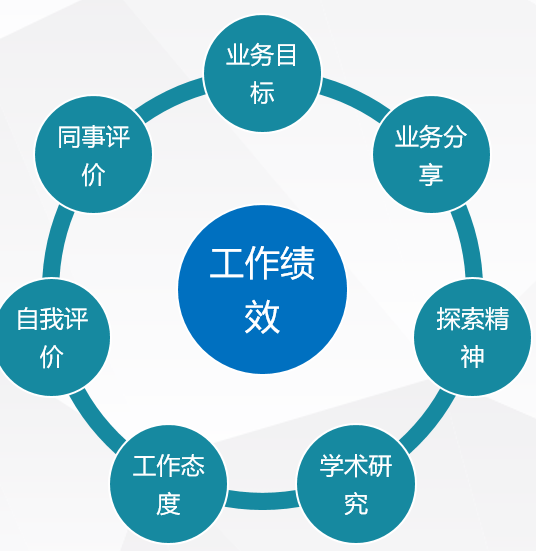 业务目
标
业务分
享
探索精
神
学术研
究
工作态
度
自我评
价
同事评
价
工作绩
效